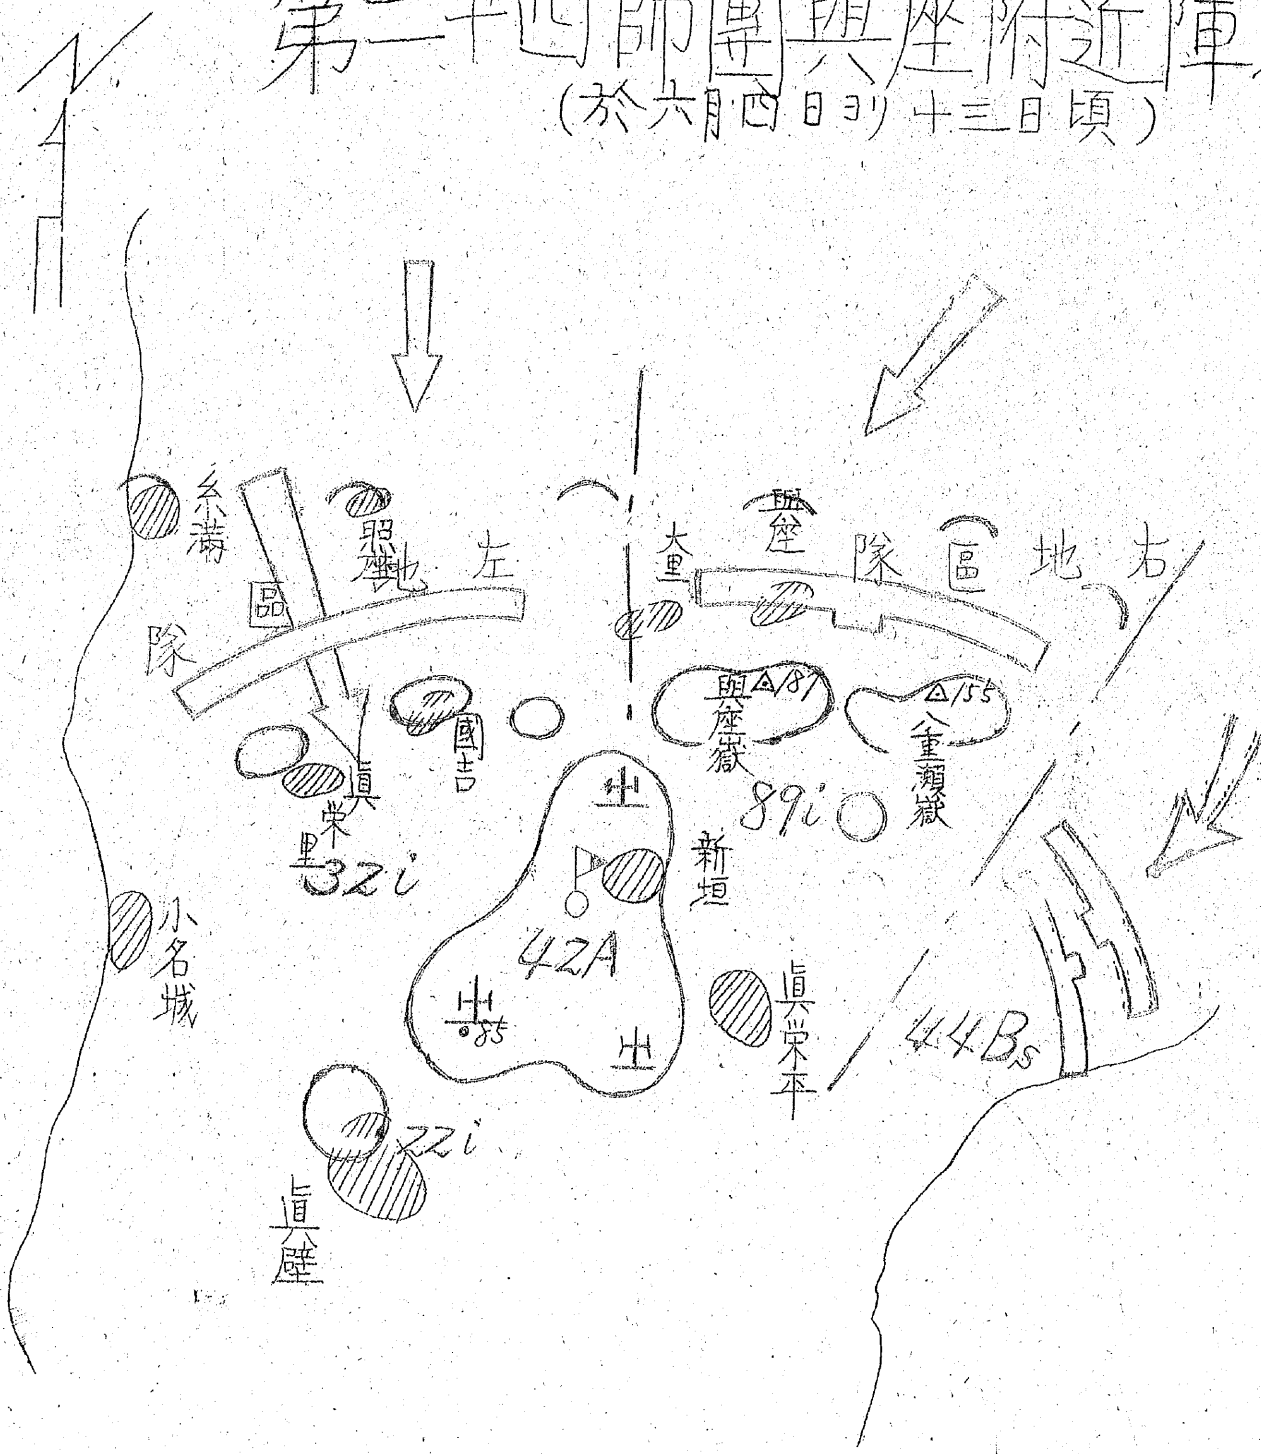 第二十四師團與座附近陣
(於六月四日ヨリ十三日頃)
N
糸満
照座
大里
與座
左地區隊
右地區隊
國吉
與座嶽
187
155
八重瀬嶽
眞栄里
32i
89i
新垣
42A
小名城
85
眞栄平
44Bs
22i
眞壁